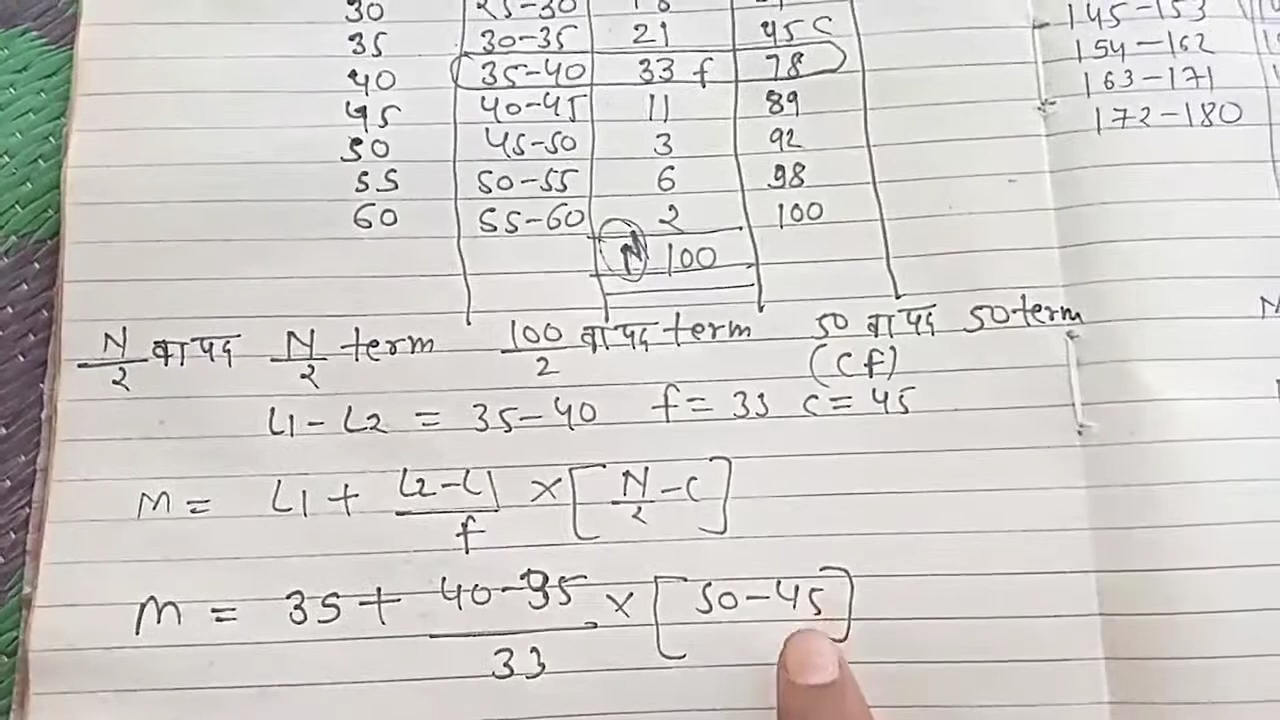 30 25-30
35 30-35 21 45 C
40 35-40 33 f 78
45 40-45 11 89
50 45-50 3 92
55 50-55 6 98
60 55-60 2 100
N 100
145-153
154-162
163-171
172-180
N/2 वा पद N/2 term 100/2 वा पद term 50 वा पद 50 term
(Cf)
L1 - L2 = 35-40 f = 33 c = 45
M = L1 + L2-L1/f × [N/2 - C]
M = 35 + 40-35/33 × [50-45]